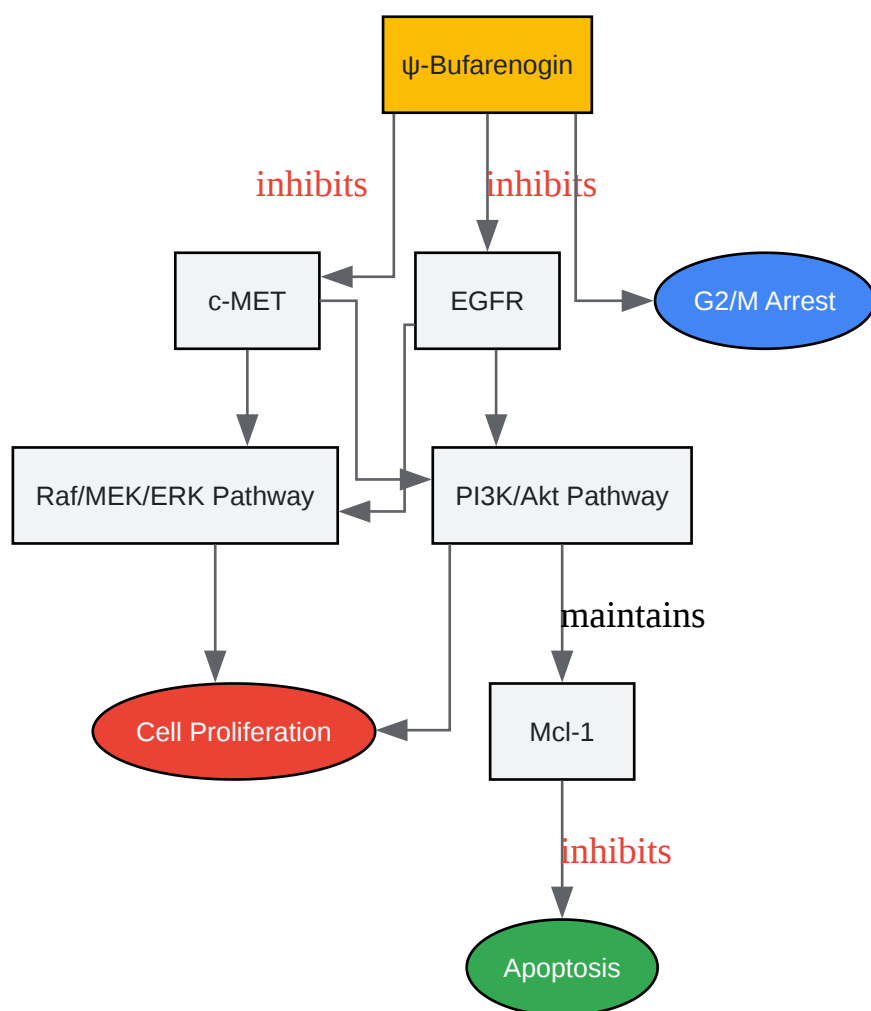 ψ-Bufarenogin
inhibits
inhibits
c-MET
EGFR
G2/M Arrest
Raf/MEK/ERK Pathway
PI3K/Akt Pathway
maintains
Cell Proliferation
Mcl-1
inhibits
Apoptosis